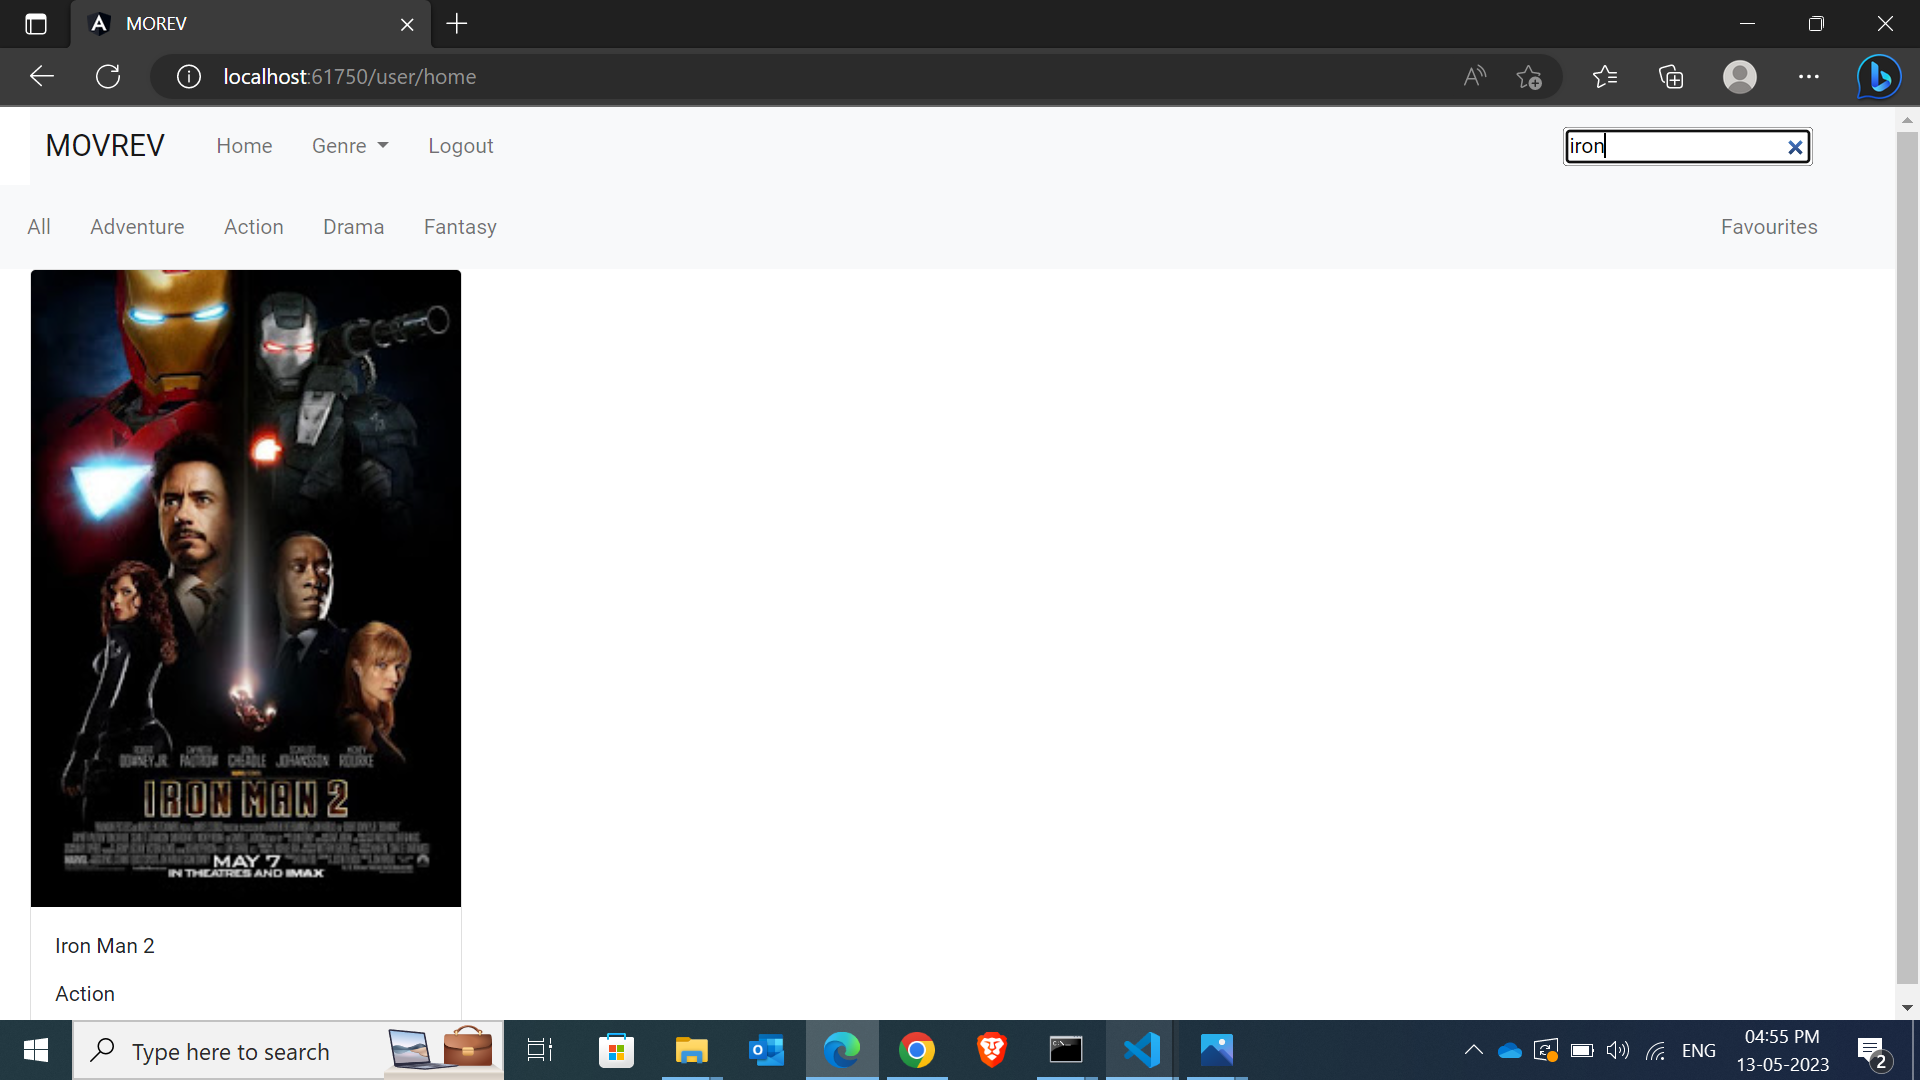 MOREV
localhost:61750/user/home
MOVREV Home Genre Logout iron
All Adventure Action Drama Fantasy Favourites
ROBERT GWYNETH DON SCARLETT MICKEY
DOWNEY JR. PALTROW CHEADLE JOHANSSON ROURKE
IRON MAN 2
MARVEL
MAY 7
IN THEATRES AND IMAX
Iron Man 2
Action
Type here to search
ENG
04:55 PM
13-05-2023
2